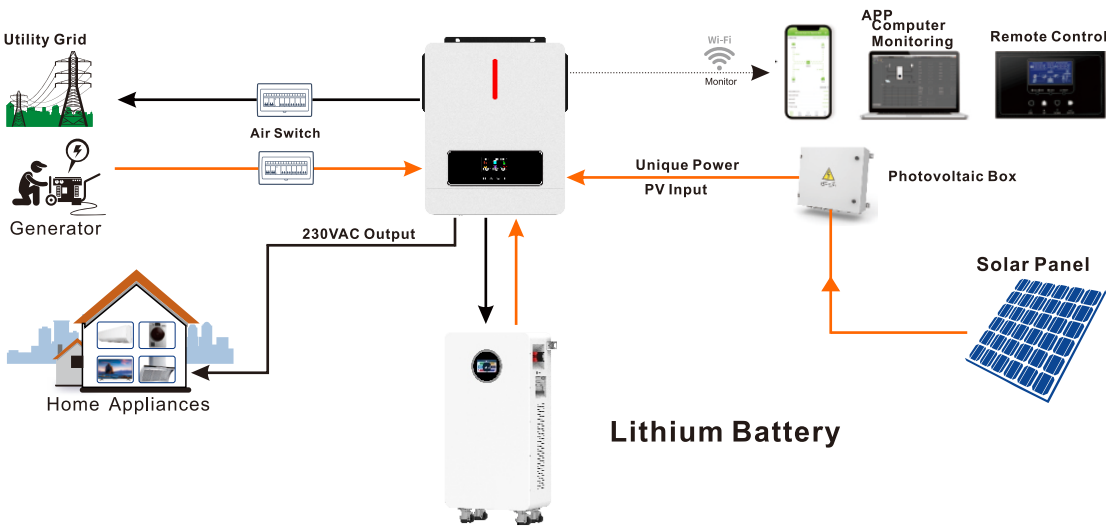 Utility Grid
Air Switch
Generator
230VAC Output
Home Appliances
Wi-Fi
Monitor
APP
Computer
Monitoring
Remote Control
Unique Power
PV Input
Photovoltaic Box
Solar Panel
Lithium Battery